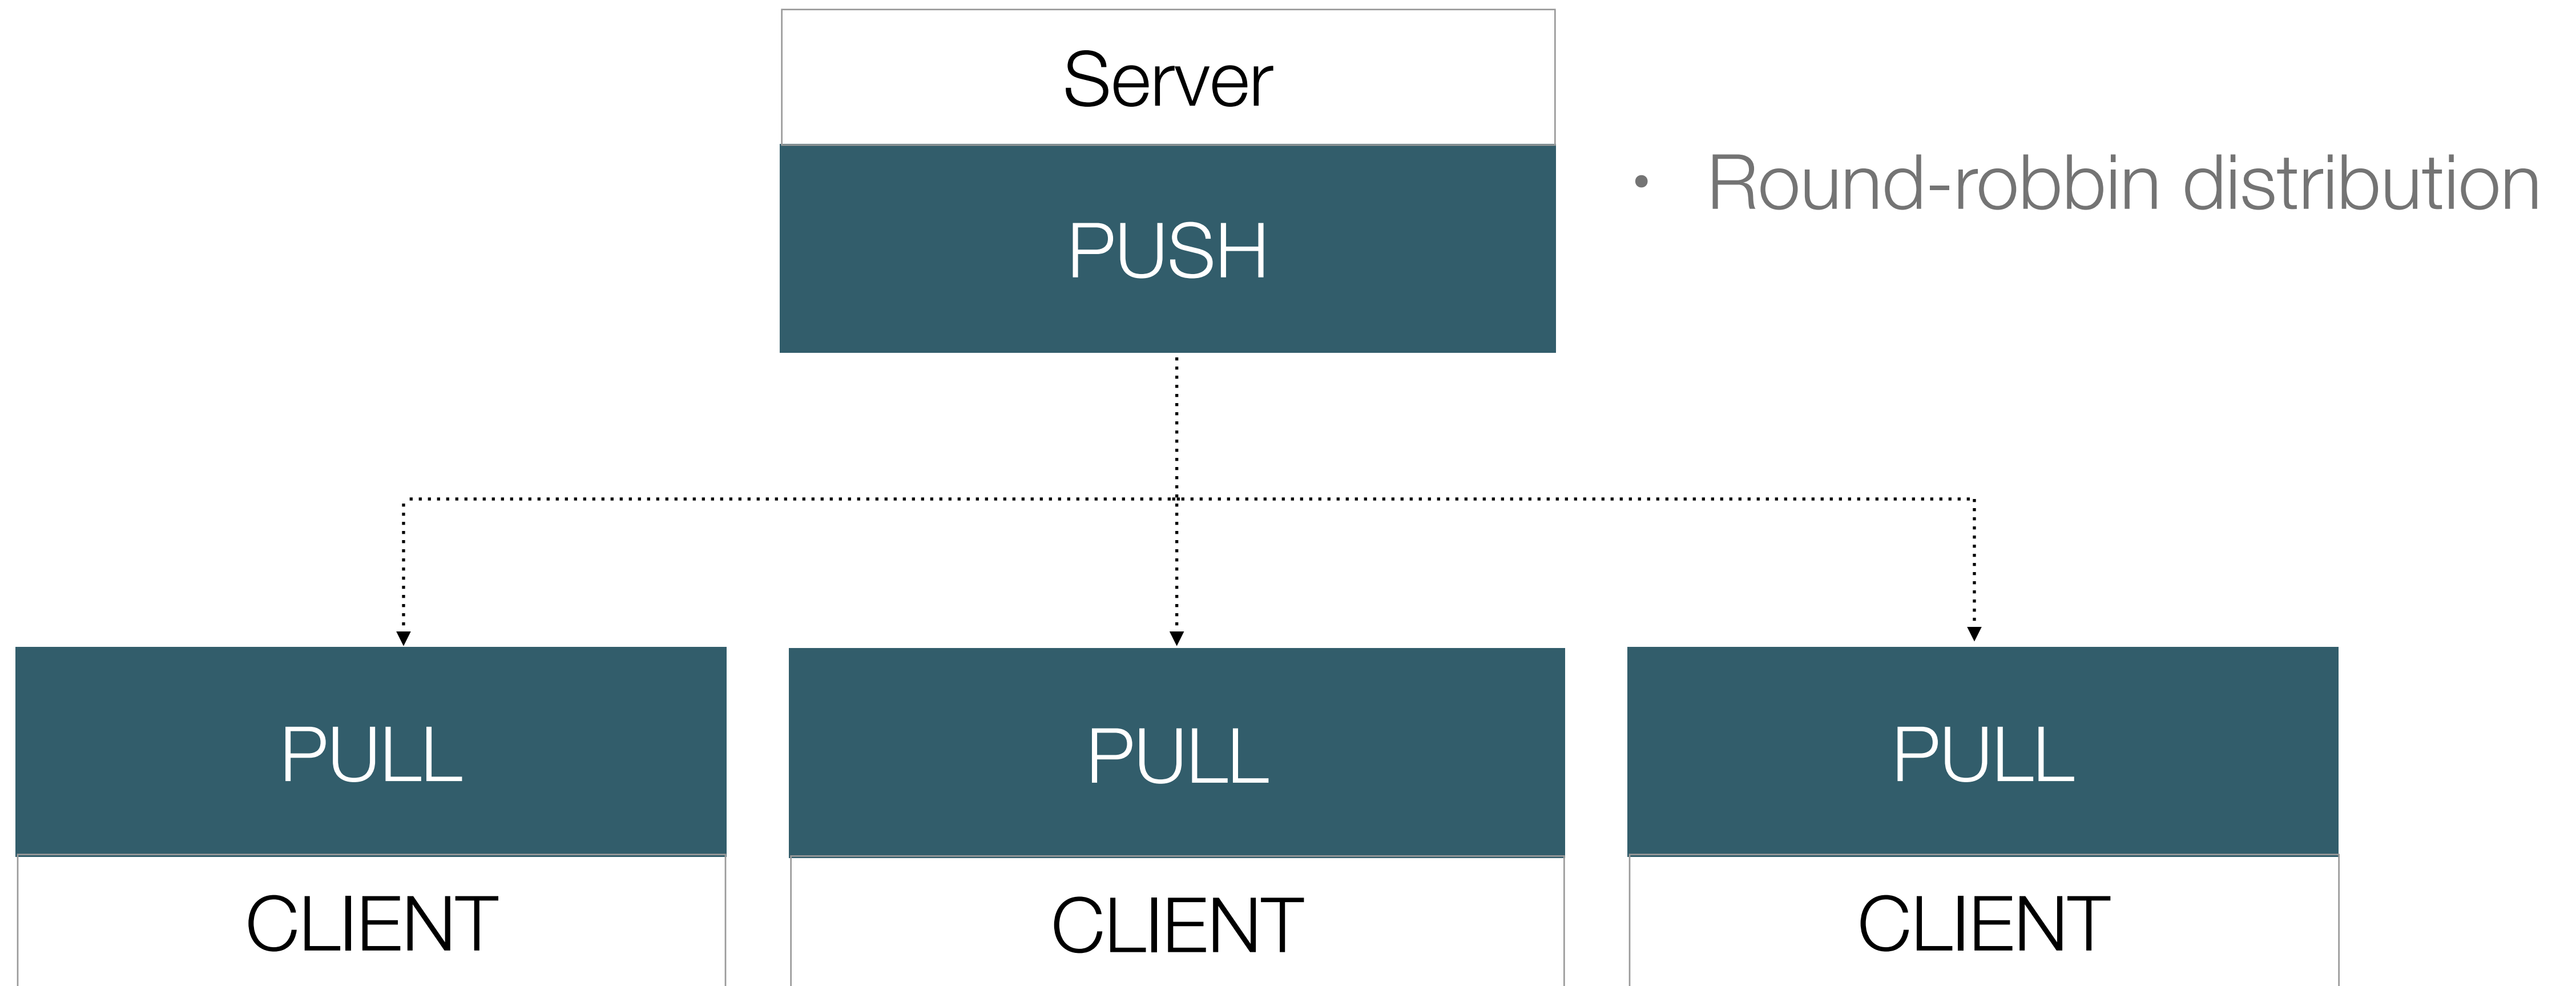 Server
• Round-robbin distribution
PUSH
PULL
PULL
PULL
CLIENT
CLIENT
CLIENT